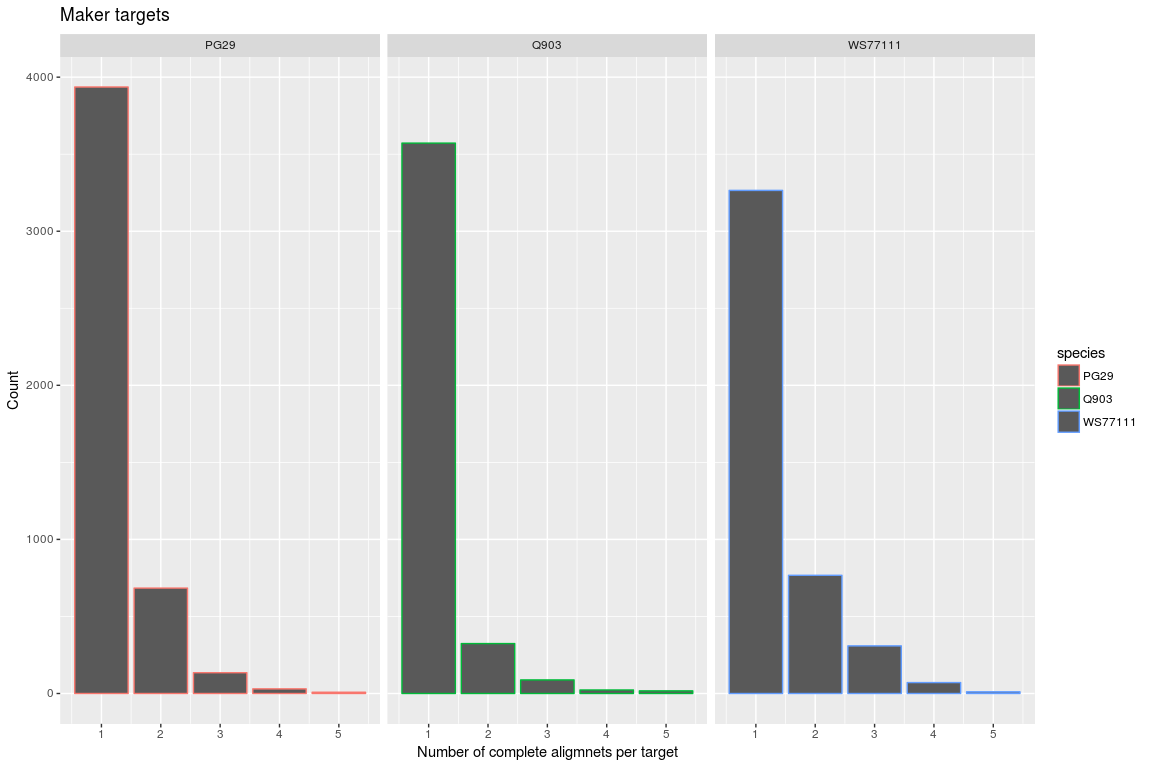 Maker targets
PG29 Q903 WS77111
4000
3000
2000
1000
0
Count
1 2 3 4 5 1 2 3 4 5 1 2 3 4 5
Number of complete aligmnets per target
species
PG29
Q903
WS77111